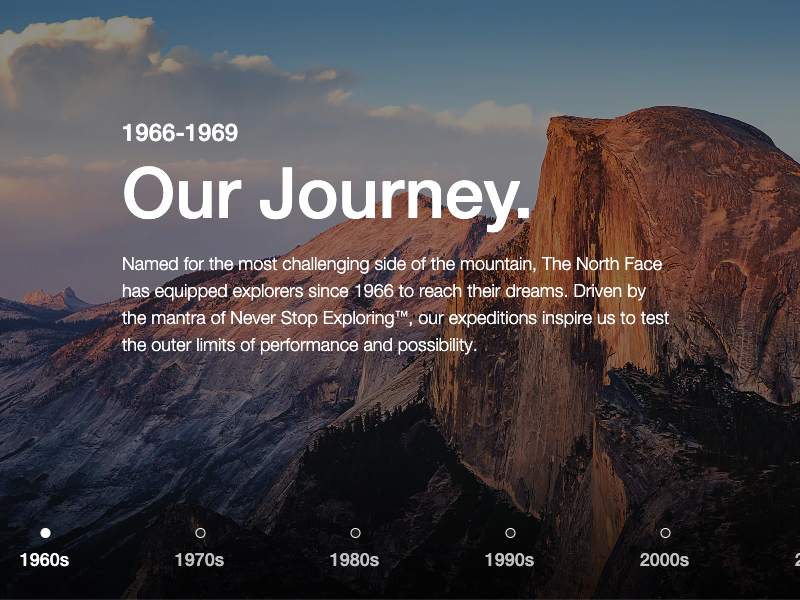 1966-1969
Our Journey.
Named for the most challenging side of the mountain, The North Face
has equipped explorers since 1966 to reach their dreams. Driven by
the mantra of Never Stop Exploring™, our expeditions inspire us to test
the outer limits of performance and possibility.
1960s 1970s 1980s 1990s 2000s